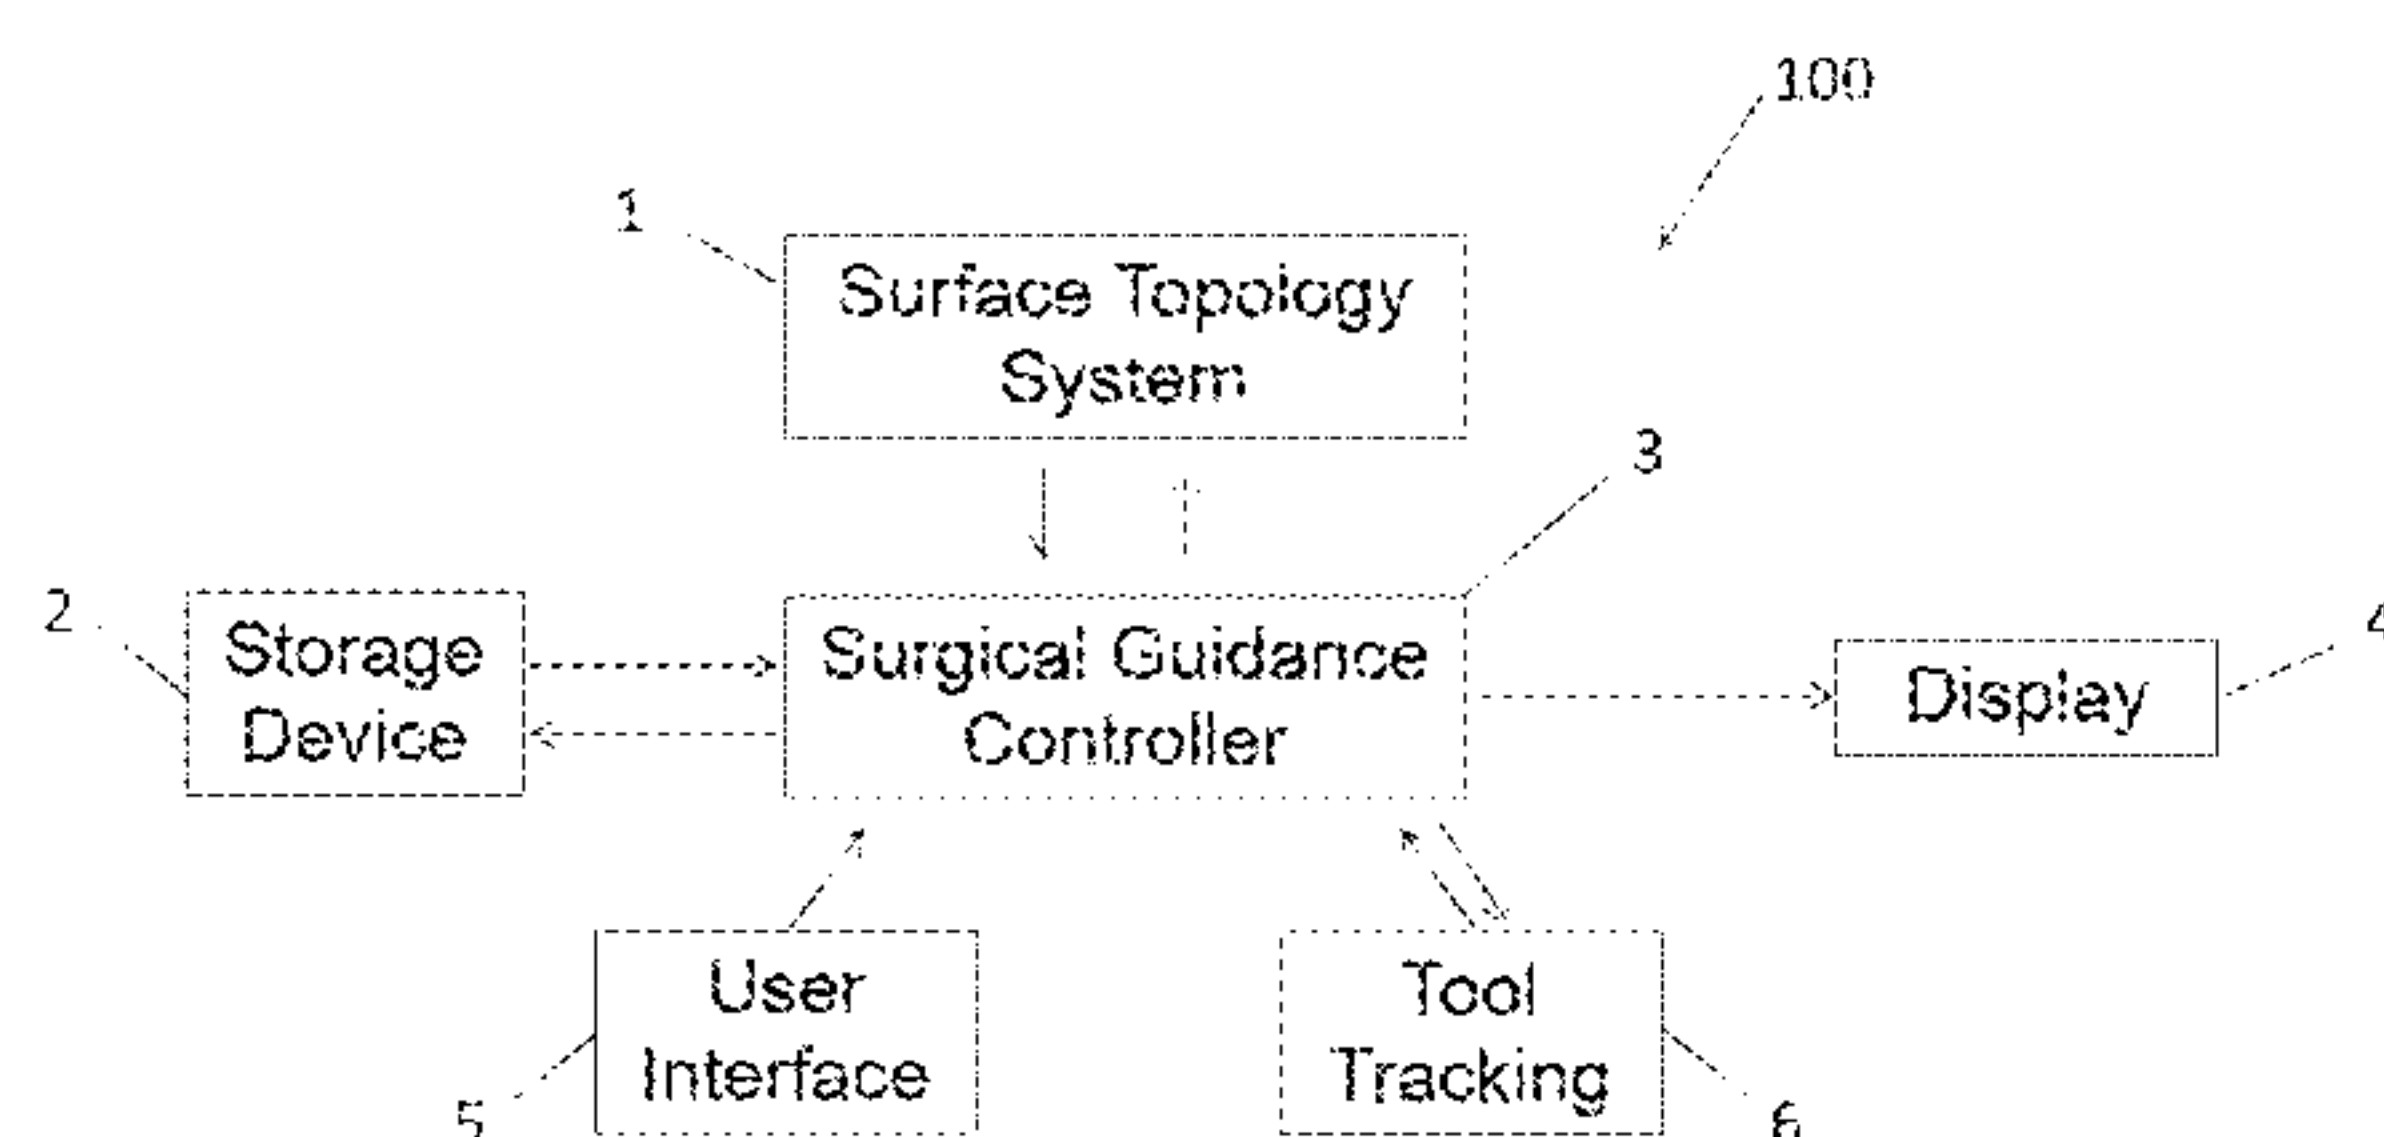 100
1
Surface Topology
System
3
2
Storage
Device
Surgical Guidance
Controller
4
Display
User
Interface
Tool
Tracking
5
6